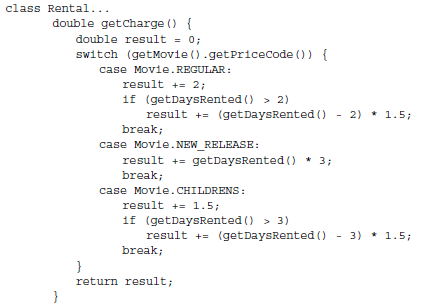 class Rental...
double getCharge() {
double result = 0;
switch (getMovie().getPriceCode()) {
case Movie.REGULAR:
result += 2;
if (getDaysRented() > 2)
result += (getDaysRented() - 2) * 1.5;
break;
case Movie.NEW_RELEASE:
result += getDaysRented() * 3;
break;
case Movie.CHILDRENS:
result += 1.5;
if (getDaysRented() > 3)
result += (getDaysRented() - 3) * 1.5;
break;
}
return result;
}